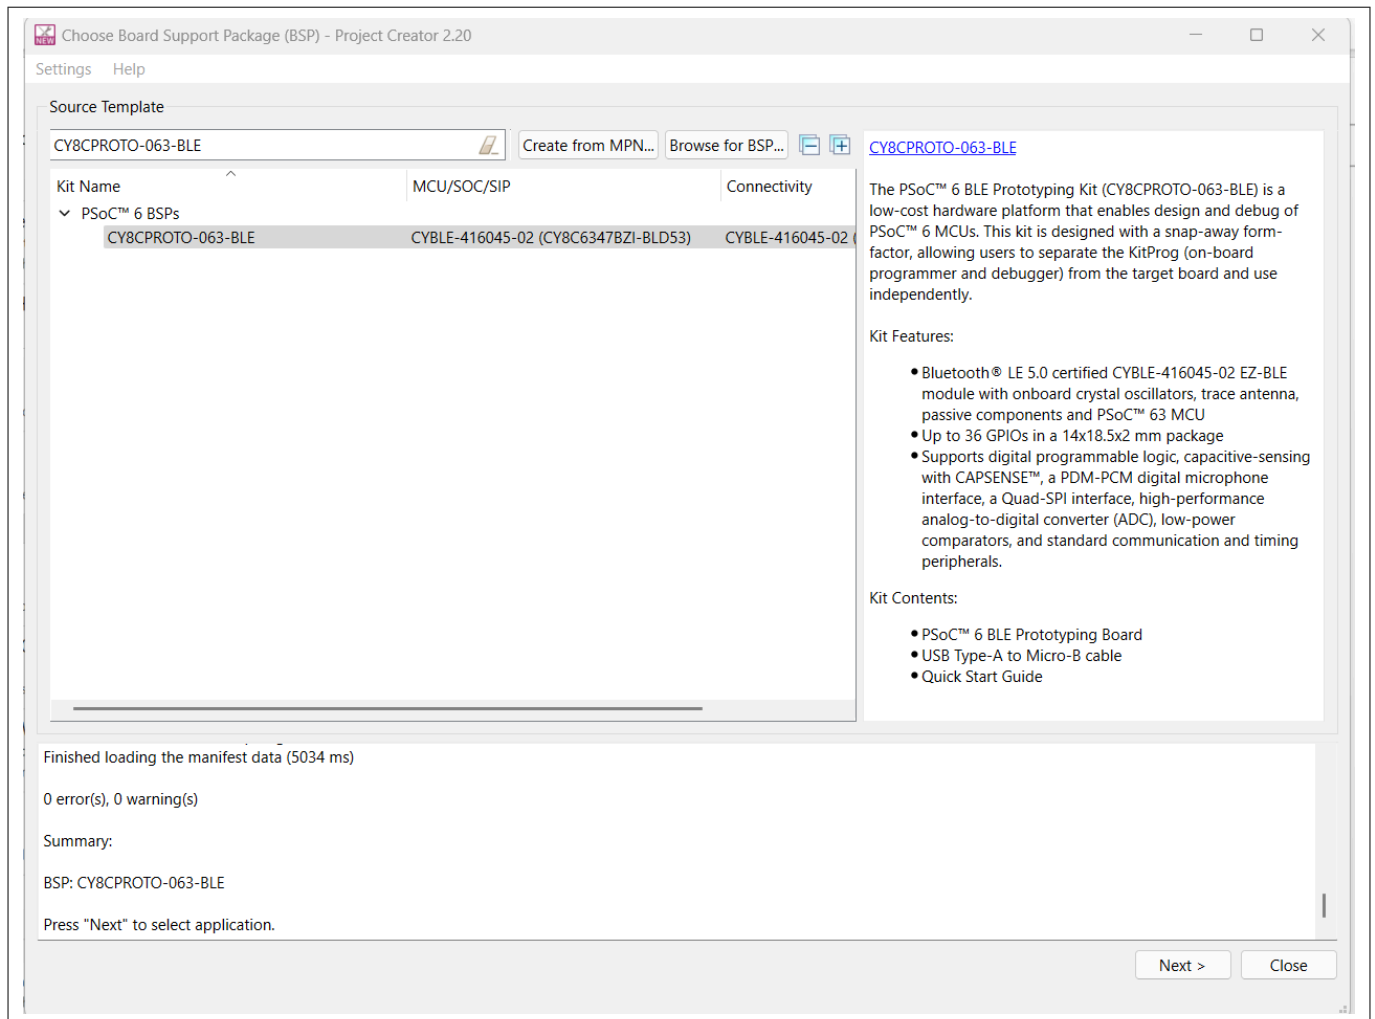 NEW
Choose Board Support Package (BSP) - Project Creator 2.20
Settings Help
Source Template
CY8CPROTO-063-BLE
Create from MPN... Browse for BSP...
Kit Name MCU/SOC/SIP Connectivity
PSoC™ 6 BSPs
CY8CPROTO-063-BLE CYBLE-416045-02 (CY8C6347BZI-BLD53) CYBLE-416045-02 (
CY8CPROTO-063-BLE
The PSoC™ 6 BLE Prototyping Kit (CY8CPROTO-063-BLE) is a
low-cost hardware platform that enables design and debug of
PSoC™ 6 MCUs. This kit is designed with a snap-away form-
factor, allowing users to separate the KitProg (on-board
programmer and debugger) from the target board and use
independently.
Kit Features:
• Bluetooth® LE 5.0 certified CYBLE-416045-02 EZ-BLE
module with onboard crystal oscillators, trace antenna,
passive components and PSoC™ 63 MCU
• Up to 36 GPIOs in a 14x18.5x2 mm package
• Supports digital programmable logic, capacitive-sensing
with CAPSENSE™, a PDM-PCM digital microphone
interface, a Quad-SPI interface, high-performance
analog-to-digital converter (ADC), low-power
comparators, and standard communication and timing
peripherals.
Kit Contents:
• PSoC™ 6 BLE Prototyping Board
• USB Type-A to Micro-B cable
• Quick Start Guide
Finished loading the manifest data (5034 ms)
0 error(s), 0 warning(s)
Summary:
BSP: CY8CPROTO-063-BLE
Press "Next" to select application.
Next > Close